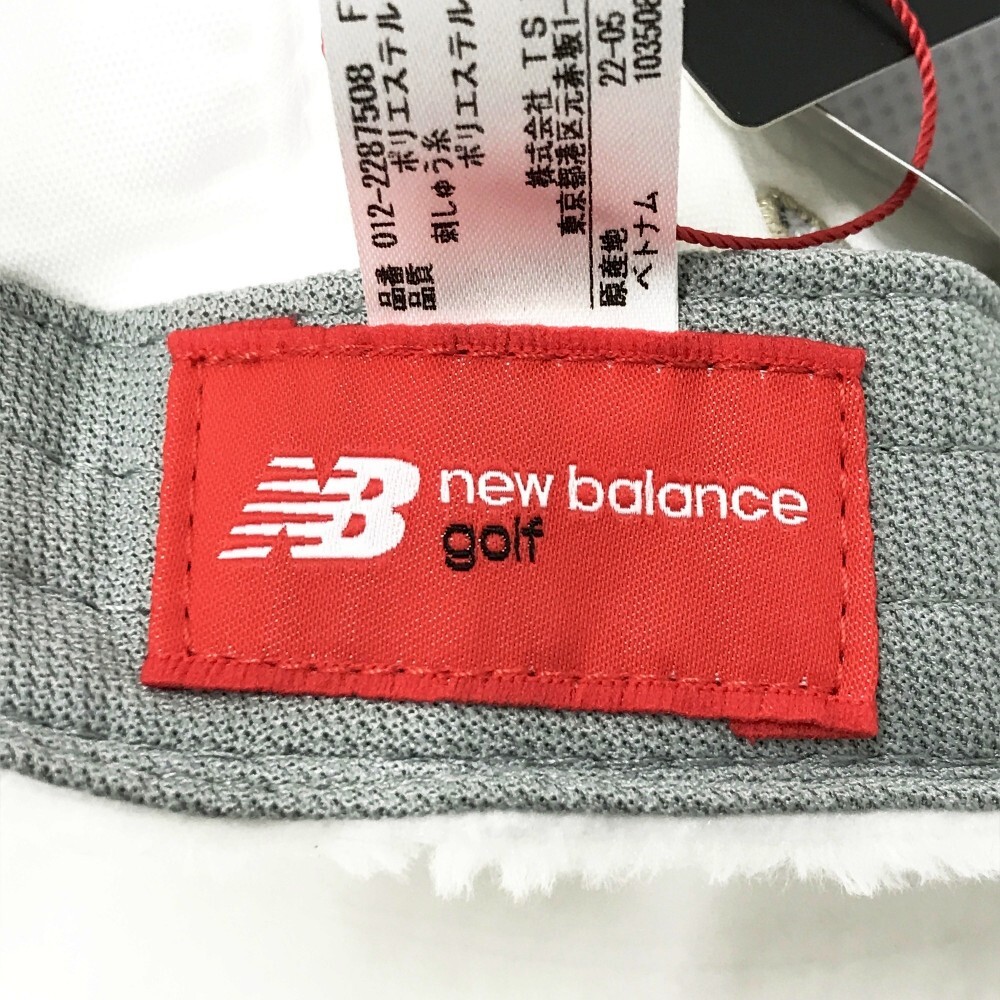 品番 012-2287508 F
品質 ポリエステル
刺しゅう糸
ポリエステル
株式会社 TS
東京都港区元赤坂1-
22-05
原産地 103508
ベトナム
NB new balance
golf